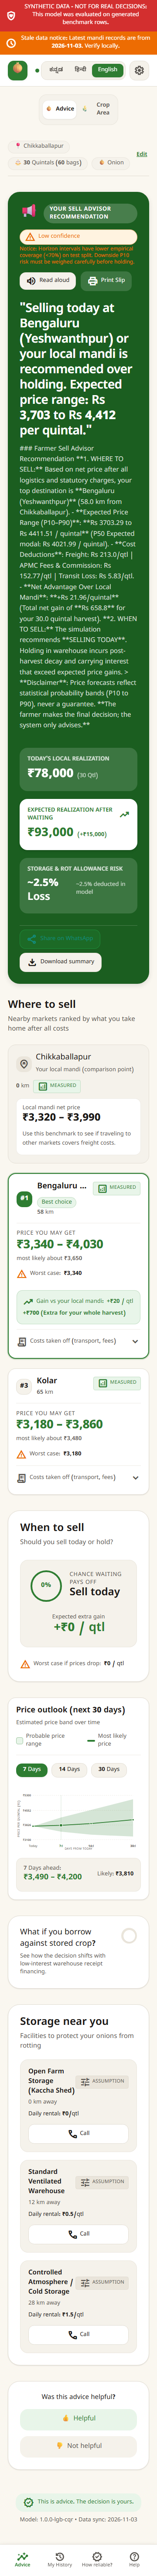 SYNTHETIC DATA - NOT FOR REAL DECISIONS:
This model was evaluated on generated
benchmark rows.
Stale data notice: Latest mandi records are from
2026-11-03. Verify locally.
ಕನ್ನಡ
हिन्दी
English
Advice
Crop
Area
Chikkaballapur
30 Quintals (60 bags)
Onion
Edit
YOUR SELL ADVISOR
RECOMMENDATION
Low confidence
Notice: Horizon intervals have lower empirical
coverage (<70%) on test split. Downside P10
risk must be weighed carefully before holding.
Read aloud
Print Slip
"Selling today at
Bengaluru
(Yeshwanthpur) or
your local mandi is
recommended over
holding. Expected
price range: Rs
3,703 to Rs 4,412
per quintal."
### Farmer Sell Advisor
Recommendation **1. WHERE TO
SELL:** Based on net price after all
logistics and statutory charges, your
top destination is **Bengaluru
(Yeshwanthpur)** (58.0 km from
Chikkaballapur). - **Expected Price
Range (P10–P90)**: **Rs 3703.29 to
Rs 4411.51 / quintal** (P50 Expected
modal: Rs 4021.99 / quintal). - **Cost
Deductions**: Freight: Rs 213.0/qtl |
APMC Fees & Commission: Rs
152.77/qtl | Transit Loss: Rs 5.83/qtl.
- **Net Advantage Over Local
Mandi**: **+Rs 21.96/quintal**
(Total net gain of **Rs 658.8** for
your 30.0 quintal harvest). **2. WHEN
TO SELL:** The simulation
recommends **SELLING TODAY**.
Holding in warehouse incurs post-
harvest decay and carrying interest
that exceed expected price gains. >
**Disclaimer**: Price forecasts reflect
statistical probability bands (P10 to
P90), never a guarantee. **The
farmer makes the final decision; the
system only advises.**
TODAY'S LOCAL REALIZATION
₹78,000 (30 Qtl)
EXPECTED REALIZATION AFTER
WAITING
₹93,000 (+₹15,000)
STORAGE & ROT ALLOWANCE RISK
~2.5%
Loss
~2.5% deducted in
model
Share on WhatsApp
Download summary
Where to sell
Nearby markets ranked by what you take
home after all costs
Chikkaballapur
Your local mandi (comparison point)
0 km
MEASURED
Local mandi net price
₹3,320 – ₹3,990
Use this benchmark to see if traveling to
other markets covers freight costs.
#1
Bengaluru ...
MEASURED
Best choice
58 km
PRICE YOU MAY GET
₹3,340 – ₹4,030
most likely about ₹3,650
Worst case: ₹3,340
Gain vs your local mandi: +₹20 / qtl
+₹700 (Extra for your whole harvest)
Costs taken off (transport, fees)
#3
Kolar
MEASURED
65 km
PRICE YOU MAY GET
₹3,180 – ₹3,860
most likely about ₹3,480
Worst case: ₹3,180
Costs taken off (transport, fees)
When to sell
Should you sell today or hold?
0%
CHANCE WAITING
PAYS OFF
Sell today
Expected extra gain
+₹0 / qtl
Worst case if prices drop: ₹0 / qtl
Price outlook (next 30 days)
Estimated price band over time
Probable price
range
Most likely
price
7 Days
14 Days
30 Days
Today
7 Days ahead:
₹3,490 – ₹4,200
Likely: ₹3,810
What if you borrow
against stored crop?
See how the decision shifts with
low-interest warehouse receipt
financing.
Storage near you
Facilities to protect your onions from
rotting
Open Farm
Storage
(Kaccha Shed)
ASSUMPTION
0 km away
Daily rental: ₹0/qtl
Call
Standard
Ventilated
Warehouse
ASSUMPTION
12 km away
Daily rental: ₹0.5/qtl
Call
Controlled
Atmosphere /
Cold Storage
ASSUMPTION
28 km away
Daily rental: ₹1.5/qtl
Call
Was this advice helpful?
Helpful
Not helpful
This is advice. The decision is yours.
Model: 1.0.0-lgb-cqr • Data sync: 2026-11-03
Advice
My History
How reliable?
Help